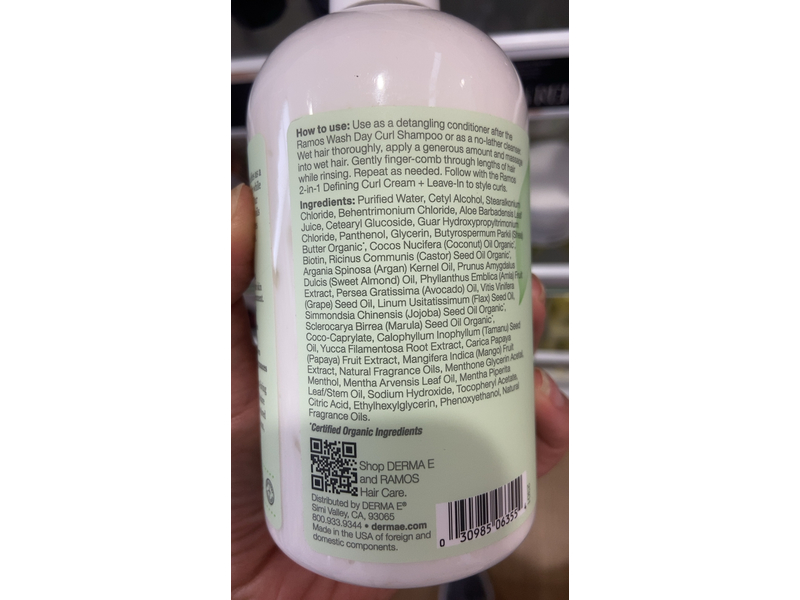 How to use: Use as a detangling conditioner after the
Ramos Wash Day Curl Shampoo or as a no-lather cleanser.
Wet hair thoroughly, apply a generous amount and massage
into wet hair. Gently finger-comb through lengths of hair
while rinsing. Repeat as needed. Follow with the Ramos
2-in-1 Defining Curl Cream + Leave-In to style curls.
Ingredients: Purified Water, Cetyl Alcohol, Stearalkonium
Chloride, Behentrimonium Chloride, Aloe Barbadensis Leaf
Juice, Cetearyl Glucoside, Guar Hydroxypropyltrimonium
Chloride, Panthenol, Glycerin, Butyrospermum Parkii (Shea)
Butter Organic*, Cocos Nucifera (Coconut) Oil Organic*,
Biotin, Ricinus Communis (Castor) Seed Oil Organic*,
Argania Spinosa (Argan) Kernel Oil, Prunus Amygdalus
Dulcis (Sweet Almond) Oil, Phyllanthus Emblica (Amla) Fruit
Extract, Persea Gratissima (Avocado) Oil, Vitis Vinifera
(Grape) Seed Oil, Linum Usitatissimum (Flax) Seed Oil,
Simmondsia Chinensis (Jojoba) Seed Oil Organic*,
Sclerocarya Birrea (Marula) Seed Oil Organic*,
Coco-Caprylate, Calophyllum Inophyllum (Tamanu) Seed
Oil, Yucca Filamentosa Root Extract, Carica Papaya
(Papaya) Fruit Extract, Mangifera Indica (Mango) Fruit
Extract, Natural Fragrance Oils, Menthone Glycerin Acetal,
Menthol, Mentha Arvensis Leaf Oil, Mentha Piperita
Leaf/Stem Oil, Sodium Hydroxide, Tocopheryl Acetate,
Citric Acid, Ethylhexylglycerin, Phenoxyethanol, Natural
Fragrance Oils.
*Certified Organic Ingredients
Shop DERMA E
and RAMOS
Hair Care.
Distributed by DERMA E®
Simi Valley, CA, 93065
800.933.9344 • dermae.com
Made in the USA of foreign and
domestic components.
0 30985 06355